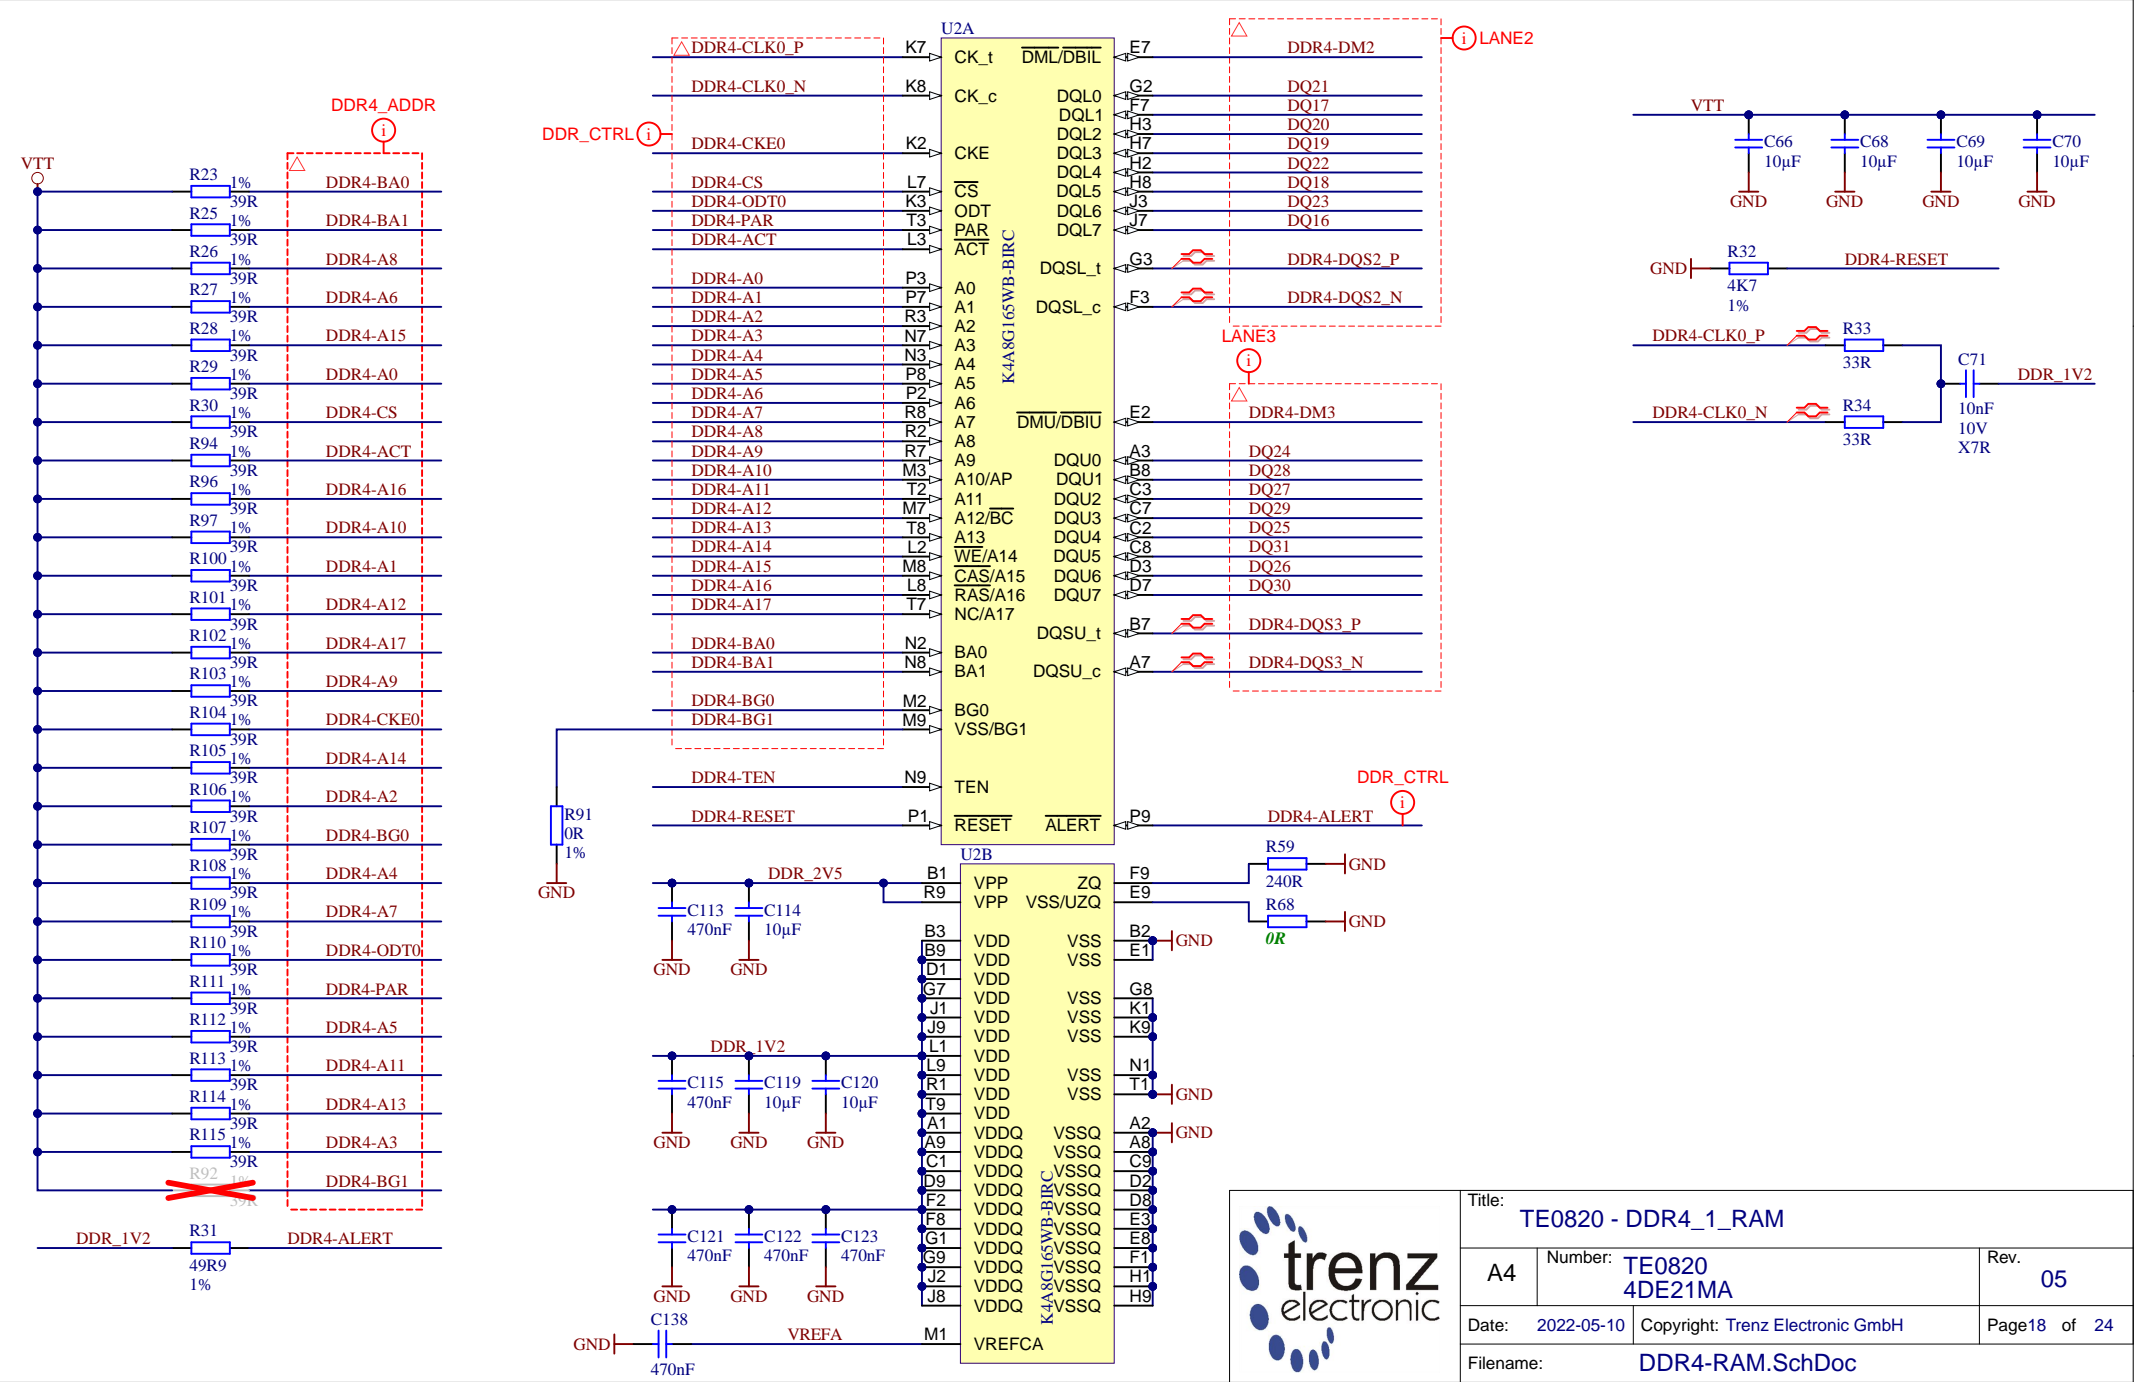 DDR4_ADDR
i
VTT
R23 1% 39R DDR4-BA0
R25 1% 39R DDR4-BA1
R26 1% 39R DDR4-A8
R27 1% 39R DDR4-A6
R28 1% 39R DDR4-A15
R29 1% 39R DDR4-A0
R30 1% 39R DDR4-CS
R94 1% 39R DDR4-ACT
R96 1% 39R DDR4-A16
R97 1% 39R DDR4-A10
R100 1% 39R DDR4-A1
R101 1% 39R DDR4-A12
R102 1% 39R DDR4-A17
R103 1% 39R DDR4-A9
R104 1% 39R DDR4-CKE0
R105 1% 39R DDR4-A14
R106 1% 39R DDR4-A2
R107 1% 39R DDR4-BG0
R108 1% 39R DDR4-A4
R109 1% 39R DDR4-A7
R110 1% 39R DDR4-ODT0
R111 1% 39R DDR4-PAR
R112 1% 39R DDR4-A5
R113 1% 39R DDR4-A11
R114 1% 39R DDR4-A13
R115 1% 39R DDR4-A3
R92 1% 39R DDR4-BG1
DDR_1V2 R31 49R9 1% DDR4-ALERT
U2A
DDR_CTRL i
DDR4-CLK0_P K7 CK_t
DDR4-CLK0_N K8 CK_c
DDR4-CKE0 K2 CKE
DDR4-CS L7 CS
DDR4-ODT0 K3 ODT
DDR4-PAR T3 PAR
DDR4-ACT L3 ACT
DDR4-A0 P3 A0
DDR4-A1 P7 A1
DDR4-A2 R3 A2
DDR4-A3 N7 A3
DDR4-A4 N3 A4
DDR4-A5 P8 A5
DDR4-A6 P2 A6
DDR4-A7 R8 A7
DDR4-A8 R2 A8
DDR4-A9 R7 A9
DDR4-A10 M3 A10/AP
DDR4-A11 T2 A11
DDR4-A12 M7 A12/BC
DDR4-A13 T8 A13
DDR4-A14 L2 WE/A14
DDR4-A15 M8 CAS/A15
DDR4-A16 L8 RAS/A16
DDR4-A17 T7 NC/A17
DDR4-BA0 N2 BA0
DDR4-BA1 N8 BA1
DDR4-BG0 M2 BG0
DDR4-BG1 M9 VSS/BG1
DDR4-TEN N9 TEN
DDR4-RESET P1 RESET
R91
0R
1%
GND
K4A8G165WB-BIRC
i LANE2
DML/DBIL E7 DDR4-DM2
DQL0 G2 DQ21
DQL1 F7 DQ17
DQL2 H3 DQ20
DQL3 H7 DQ19
DQL4 H2 DQ22
DQL5 H8 DQ18
DQL6 J3 DQ23
DQL7 J7 DQ16
DQSL_t G3 DDR4-DQS2_P
DQSL_c F3 DDR4-DQS2_N
LANE3
i
DMU/DBIU E2 DDR4-DM3
DQU0 A3 DQ24
DQU1 B8 DQ28
DQU2 C3 DQ27
DQU3 C7 DQ29
DQU4 C2 DQ25
DQU5 C8 DQ31
DQU6 D3 DQ26
DQU7 D7 DQ30
DQSU_t B7 DDR4-DQS3_P
DQSU_c A7 DDR4-DQS3_N
DDR_CTRL
i
ALERT P9 DDR4-ALERT
U2B
DDR_2V5 B1 VPP
R9 VPP
C113 470nF GND
C114 10µF GND
B3 VDD
B9 VDD
D1 VDD
G7 VDD
J1 VDD
J9 VDD
DDR_1V2 L1 VDD
L9 VDD
R1 VDD
T9 VDD
C115 470nF GND
C119 10µF GND
C120 10µF GND
A1 VDDQ
A9 VDDQ
C1 VDDQ
D9 VDDQ
F2 VDDQ
F8 VDDQ
G1 VDDQ
G9 VDDQ
J2 VDDQ
J8 VDDQ
C121 470nF GND
C122 470nF GND
C123 470nF GND
GND C138 470nF VREFA M1 VREFCA
K4A8G165WB-BIRC
ZQ F9 R59 240R GND
VSS/UZQ E9 R68 0R GND
VSS B2 GND
VSS E1
VSS G8
VSS K1
VSS K9
VSS N1
VSS T1 GND
VSSQ A2 GND
VSSQ A8
VSSQ C9
VSSQ D2
VSSQ D8
VSSQ E3
VSSQ E8
VSSQ F1
VSSQ H1
VSSQ H9
VTT
C66 10µF GND
C68 10µF GND
C69 10µF GND
C70 10µF GND
GND R32 4K7 1% DDR4-RESET
DDR4-CLK0_P R33 33R
DDR4-CLK0_N R34 33R
C71 10nF 10V X7R DDR_1V2
trenz
electronic
Title:
TE0820 - DDR4_1_RAM
A4
Number: TE0820
4DE21MA
Rev.
05
Date: 2022-05-10 Copyright: Trenz Electronic GmbH Page18 of 24
Filename: DDR4-RAM.SchDoc